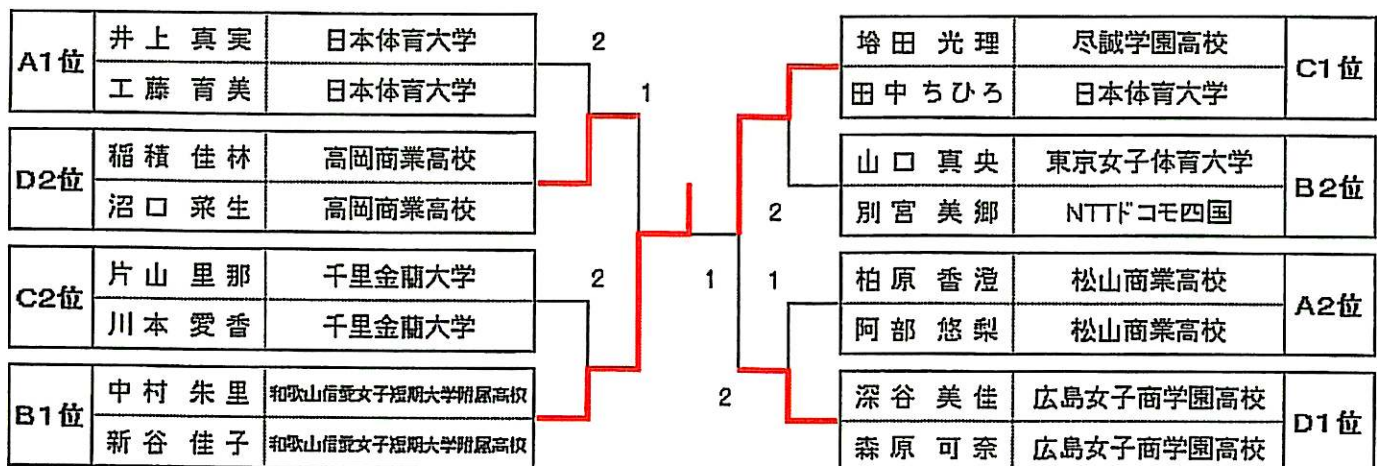 A1位 井上真実 日本体育大学
工藤育美 日本体育大学
2
1
D2位 稲積佳林 高岡商業高校
沼口菜生 高岡商業高校
C2位 片山里那 千里金蘭大学
川本愛香 千里金蘭大学
2
B1位 中村朱里 和歌山信愛女子短期大学附属高校
新谷佳子 和歌山信愛女子短期大学附属高校
1
塔田光理 尽誠学園高校 C1位
田中ちひろ 日本体育大学
山口真央 東京女子体育大学 B2位
別宮美郷 NTTドコモ四国
2
1
柏原香澄 松山商業高校 A2位
阿部悠梨 松山商業高校
2
深谷美佳 広島女子商学園高校 D1位
森原可奈 広島女子商学園高校